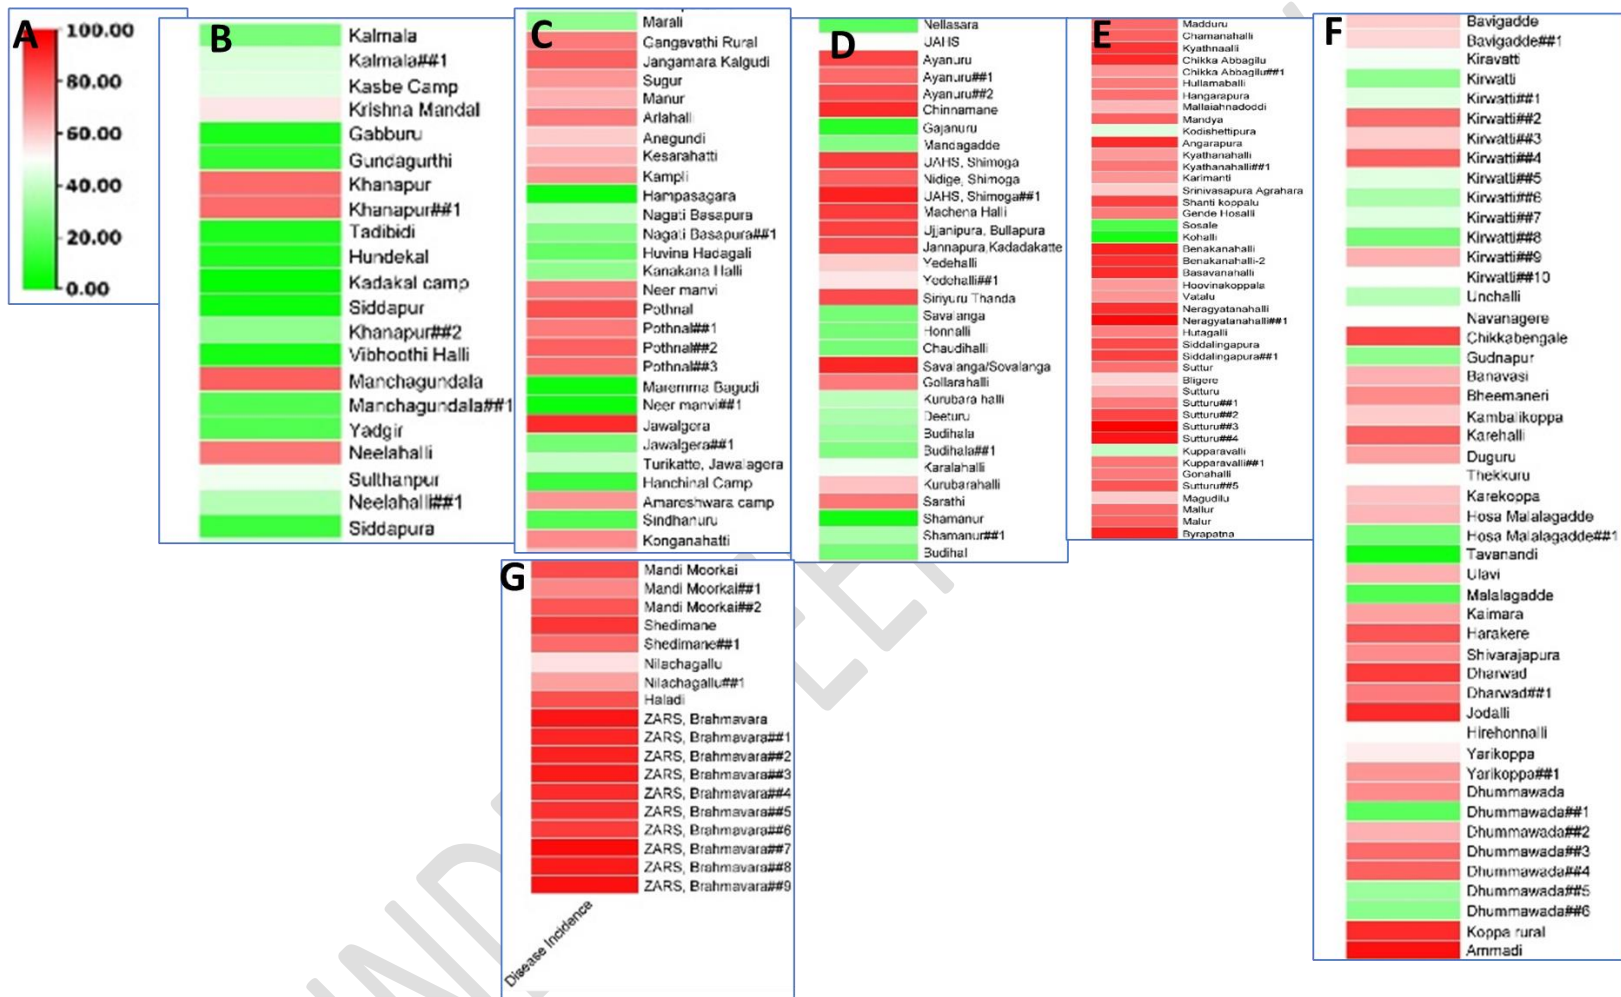 A
100.00
80.00
60.00
40.00
20.00
0.00
B
Kalmala
Kalmala##1
Kasbe Camp
Krishna Mandal
Gabburu
Gundagurthi
Khanapur
Khanapur##1
Tadibidi
Hundekal
Kadakal camp
Siddapur
Khanapur##2
Vibhoothi Halli
Manchagundala
Manchagundala##1
Yadgir
Neelahalli
Sulthanpur
Neelahalli##1
Siddapura
C
Marali
Gangavathi Rural
Jangamara Kalgudi
Sugur
Manur
Arlahalli
Anegundi
Kesarahatti
Kampli
Hampasagara
Nagati Basapura
Nagati Basapura##1
Huvina Hadagali
Kanakana Halli
Neer manvi
Pothnal
Pothnal##1
Pothnal##2
Pothnal##3
Maremma Bagudi
Neer manvi##1
Jawalgera
Jawalgera##1
Turikatte, Jawalagera
Hanchinal Camp
Amareshwara camp
Sindhanuru
Konganahatti
D
Nellasara
UAHS
Ayanuru
Ayanuru##1
Ayanuru##2
Chinnamane
Gajanuru
Mandagadde
UAHS, Shimoga
Nidige, Shimoga
UAHS, Shimoga##1
Machena Halli
Ujjanipura, Bullapura
Jannapura,Kadadakatte
Yedehalli
Yedehalli##1
Siriyuru Thanda
Savalanga
Honnalli
Chaudihalli
Savalanga/Sovalanga
Gollarahalli
Kurubara halli
Deeturu
Budihala
Budihala##1
Karalahalli
Kurubarahalli
Sarathi
Shamanur
Shamanur##1
Budihal
E
Madduru
Chamanahalli
Kyathnaalli
Chikka Abbagilu
Chikka Abbagilu##1
Hullamaballi
Hangarapura
Mallaiahnadoddi
Mandya
Kodishettipura
Angarapura
Kyathanahalli
Kyathanahalli##1
Karimanti
Srinivasapura Agrahara
Shanti koppalu
Gende Hosalli
Sosale
Kohalli
Benakanahalli
Benakanahalli-2
Basavanahalli
Hoovinakoppala
Vatalu
Neragyatanahalli
Neragyatanahalli##1
Hutagalli
Siddalingapura
Siddalingapura##1
Suttur
Bligere
Sutturu
Sutturu##1
Sutturu##2
Sutturu##3
Sutturu##4
Kupparavalli
Kupparavalli##1
Gonahalli
Sutturu##5
Magudilu
Mallur
Malur
Byrapatna
F
Bavigadde
Bavigadde##1
Kiravatti
Kirwatti
Kirwatti##1
Kirwatti##2
Kirwatti##3
Kirwatti##4
Kirwatti##5
Kirwatti##6
Kirwatti##7
Kirwatti##8
Kirwatti##9
Kirwatti##10
Unchalli
Navanagere
Chikkabengale
Gudnapur
Banavasi
Bheemaneri
Kambalikoppa
Karehalli
Duguru
Thekkuru
Karekoppa
Hosa Malalagadde
Hosa Malalagadde##1
Tavanandi
Ulavi
Malalagadde
Kaimara
Harakere
Shivarajapura
Dharwad
Dharwad##1
Jodalli
Hirehonnalli
Yarikoppa
Yarikoppa##1
Dhummawada
Dhummawada##1
Dhummawada##2
Dhummawada##3
Dhummawada##4
Dhummawada##5
Dhummawada##6
Koppa rural
Ammadi
G
Mandi Moorkai
Mandi Moorkai##1
Mandi Moorkai##2
Shedimane
Shedimane##1
Nilachagallu
Nilachagallu##1
Haladi
ZARS, Brahmavara
ZARS, Brahmavara##1
ZARS, Brahmavara##2
ZARS, Brahmavara##3
ZARS, Brahmavara##4
ZARS, Brahmavara##5
ZARS, Brahmavara##6
ZARS, Brahmavara##7
ZARS, Brahmavara##8
ZARS, Brahmavara##9
Disease Incidence